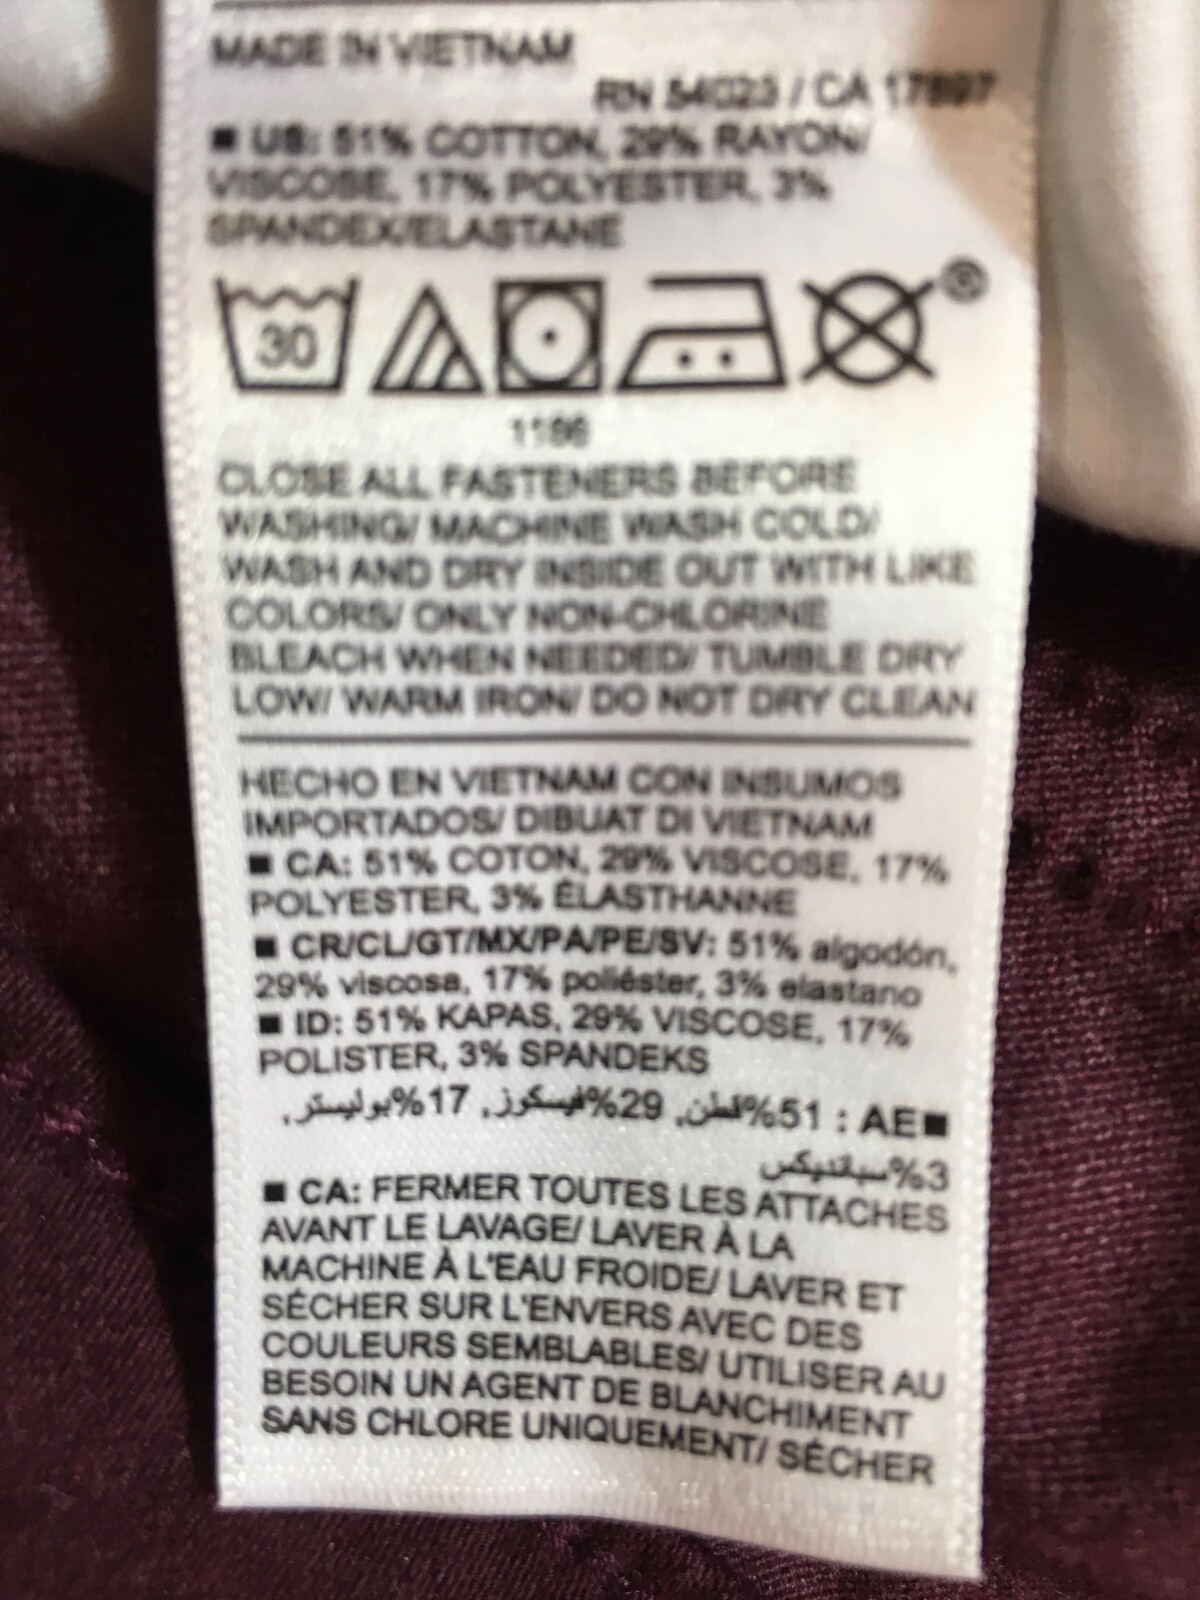 MADE IN VIETNAM
RN 54023 / CA 17897
■ US: 51% COTTON, 29% RAYON/
VISCOSE, 17% POLYESTER, 3%
SPANDEX/ELASTANE
30
1186
CLOSE ALL FASTENERS BEFORE
WASHING/ MACHINE WASH COLD/
WASH AND DRY INSIDE OUT WITH LIKE
COLORS/ ONLY NON-CHLORINE
BLEACH WHEN NEEDED/ TUMBLE DRY
LOW/ WARM IRON/ DO NOT DRY CLEAN
HECHO EN VIETNAM CON INSUMOS
IMPORTADOS/ DIBUAT DI VIETNAM
■ CA: 51% COTON, 29% VISCOSE, 17%
POLYESTER, 3% ÉLASTHANNE
■ CR/CL/GT/MX/PA/PE/SV: 51% algodón,
29% viscosa, 17% poliéster, 3% elastano
■ ID: 51% KAPAS, 29% VISCOSE, 17%
POLISTER, 3% SPANDEKS
■AE : 51%قطن, 29%فيسكوز, 17%بوليستر,
3%سباندیکس
■ CA: FERMER TOUTES LES ATTACHES
AVANT LE LAVAGE/ LAVER À LA
MACHINE À L'EAU FROIDE/ LAVER ET
SÉCHER SUR L'ENVERS AVEC DES
COULEURS SEMBLABLES/ UTILISER AU
BESOIN UN AGENT DE BLANCHIMENT
SANS CHLORE UNIQUEMENT/ SÉCHER